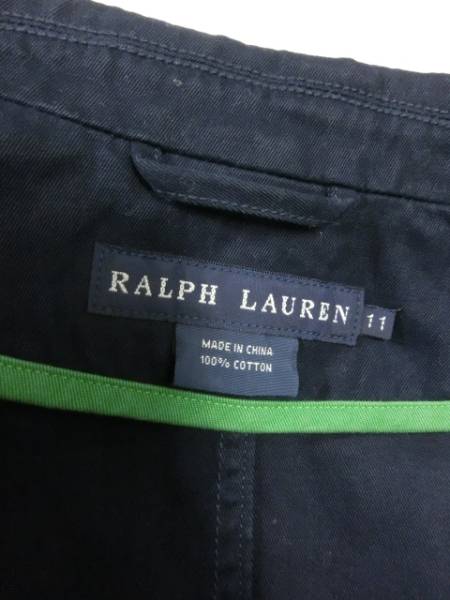 RALPH LAUREN 11
MADE IN CHINA
100% COTTON